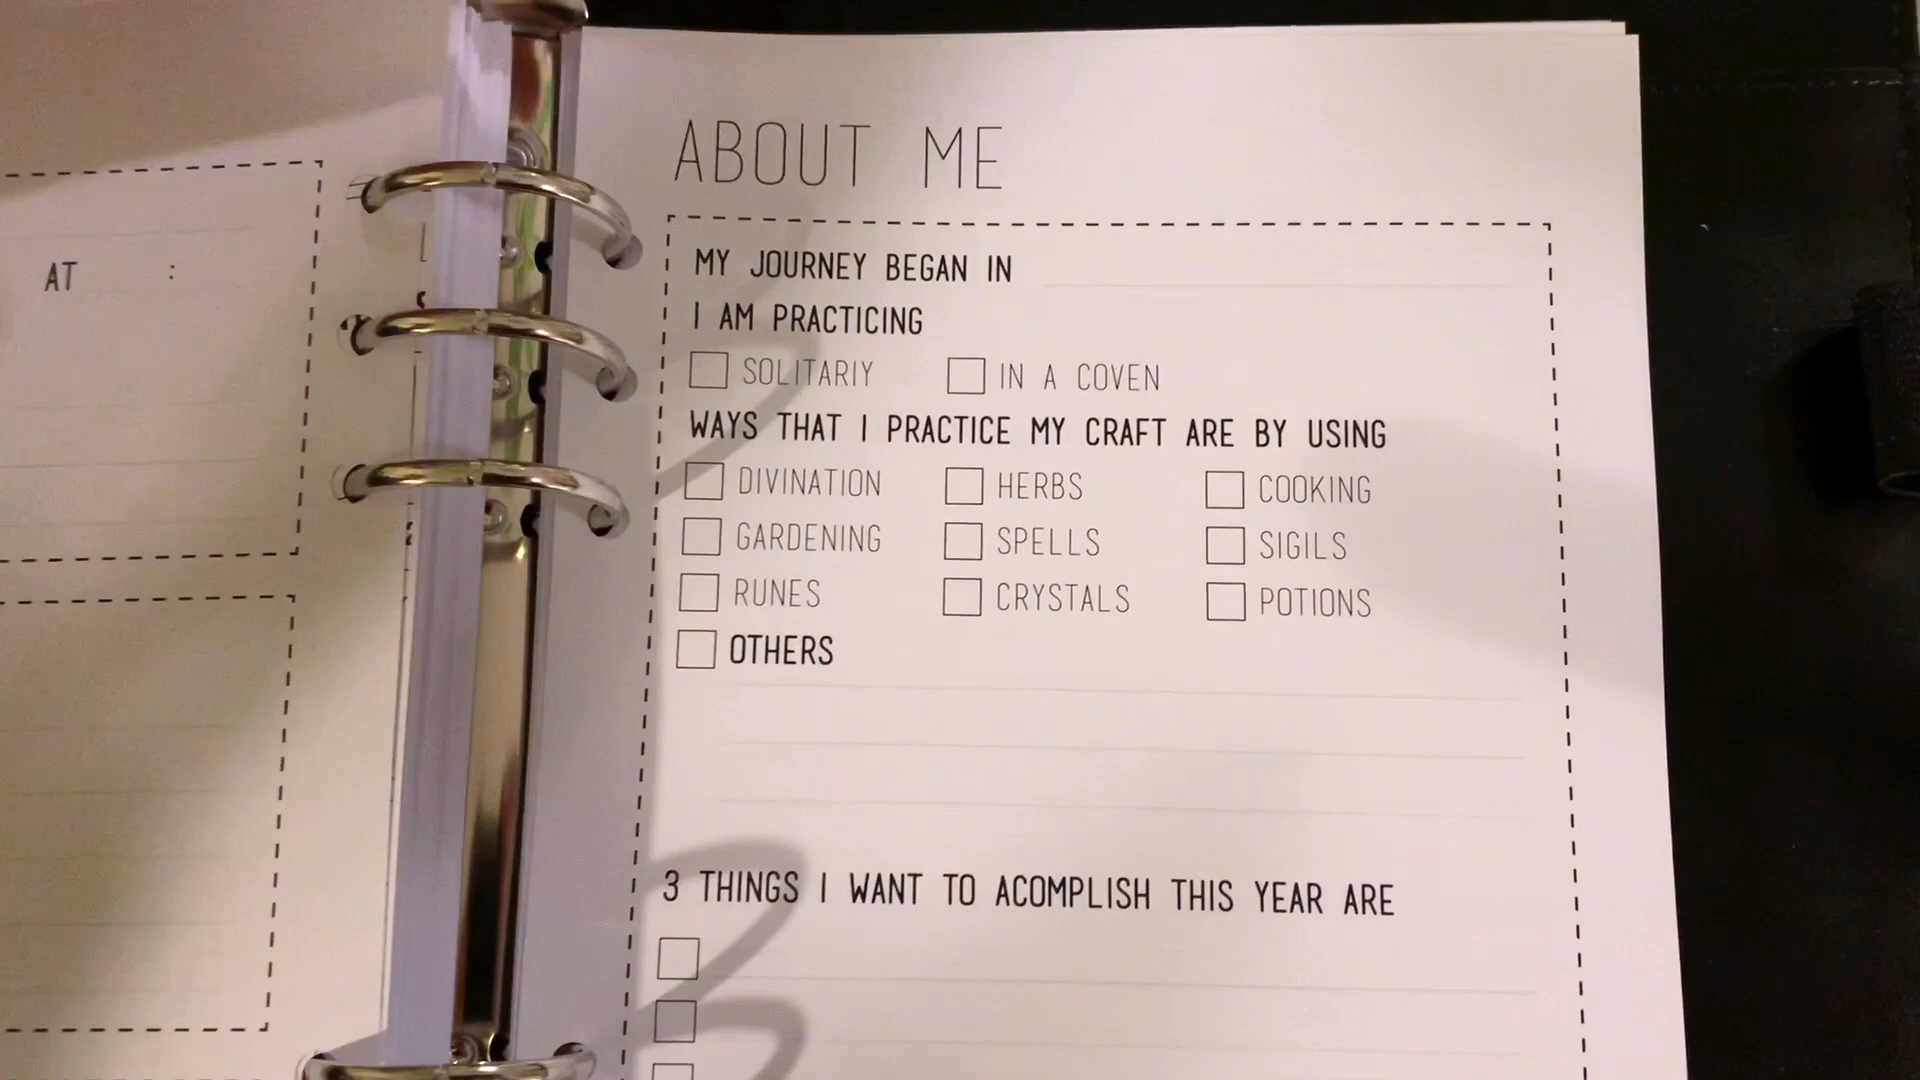 AT :
ABOUT ME
MY JOURNEY BEGAN IN
I AM PRACTICING
SOLITARIY IN A COVEN
WAYS THAT I PRACTICE MY CRAFT ARE BY USING
DIVINATION HERBS COOKING
GARDENING SPELLS SIGILS
RUNES CRYSTALS POTIONS
OTHERS
3 THINGS I WANT TO ACOMPLISH THIS YEAR ARE